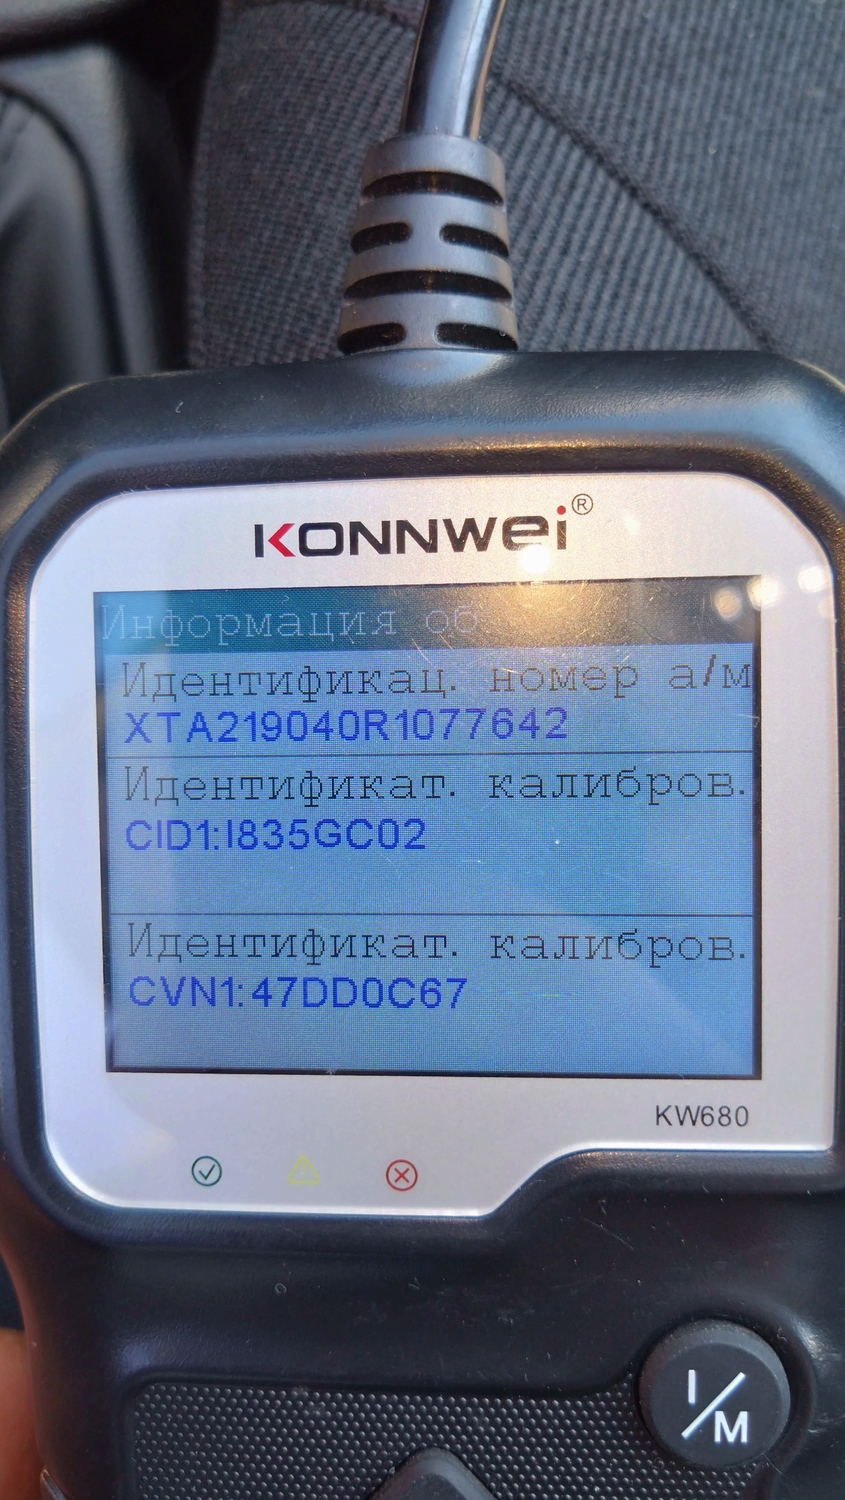 KONNWEI®
Информация об
Идентификац. номер а/м
XTA219040R1077642
Идентификат. калибров.
CID1:I835GC02
Идентификат. калибров.
CVN1:47DD0C67
KW680
I/M